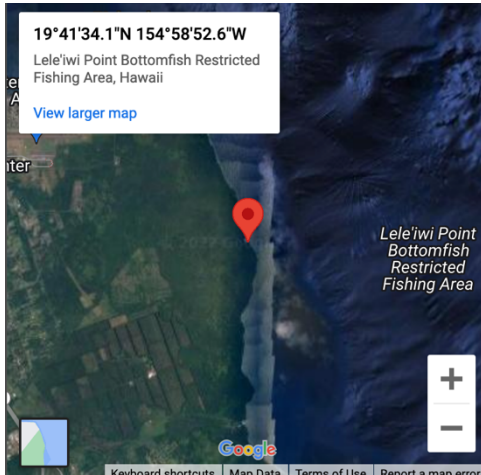 19°41'34.1"N 154°58'52.6"W
Lele'iwi Point Bottomfish Restricted
Fishing Area, Hawaii
View larger map
nter
Lele'iwi Point
Bottomfish
Restricted
Fishing Area
Google
Keyboard shortcuts
Map Data
Terms of Use
Report a map error